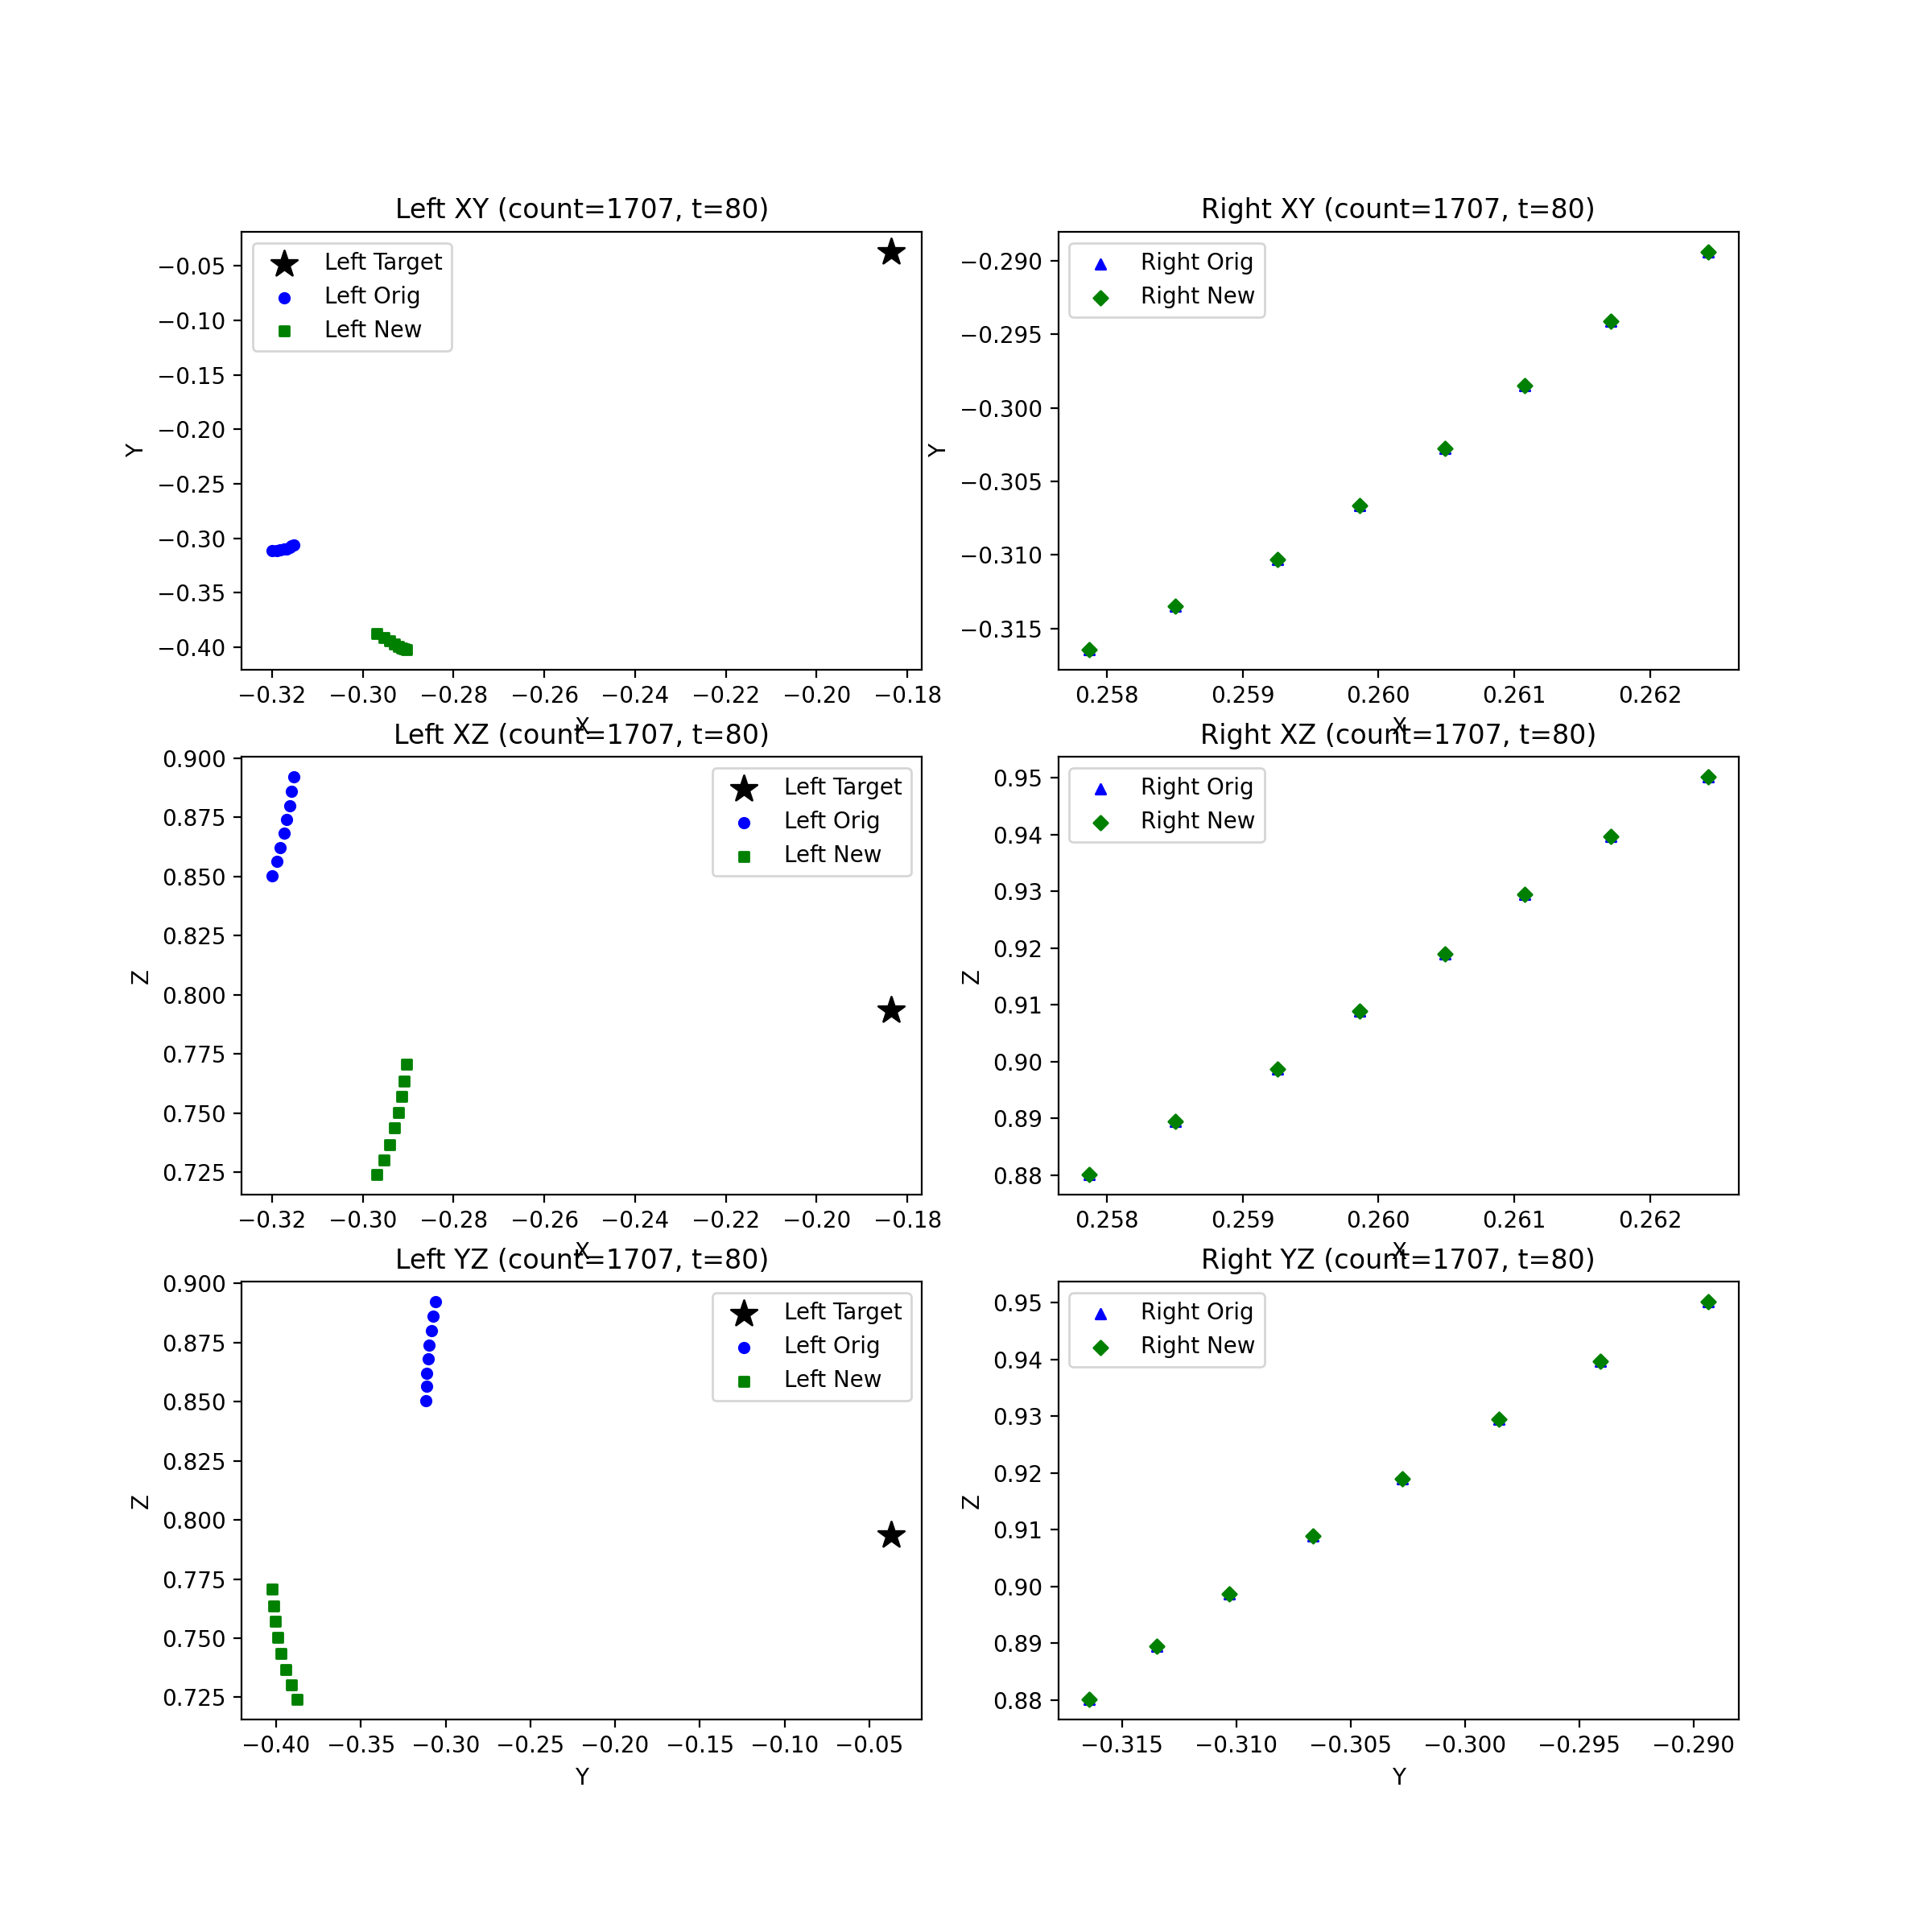 Left XY (count=1707, t=80)
Left Target
Left Orig
Left New
−0.05
−0.10
−0.15
−0.20
−0.25
−0.30
−0.35
−0.40
Y
−0.32 −0.30 −0.28 −0.26 −0.24 −0.22 −0.20 −0.18
X
Right XY (count=1707, t=80)
Right Orig
Right New
−0.290
−0.295
−0.300
−0.305
−0.310
−0.315
Y
0.258 0.259 0.260 0.261 0.262
X
Left XZ (count=1707, t=80)
Left Target
Left Orig
Left New
0.900
0.875
0.850
0.825
0.800
0.775
0.750
0.725
Z
−0.32 −0.30 −0.28 −0.26 −0.24 −0.22 −0.20 −0.18
X
Right XZ (count=1707, t=80)
Right Orig
Right New
0.95
0.94
0.93
0.92
0.91
0.90
0.89
0.88
Z
0.258 0.259 0.260 0.261 0.262
X
Left YZ (count=1707, t=80)
Left Target
Left Orig
Left New
0.900
0.875
0.850
0.825
0.800
0.775
0.750
0.725
Z
−0.40 −0.35 −0.30 −0.25 −0.20 −0.15 −0.10 −0.05
Y
Right YZ (count=1707, t=80)
Right Orig
Right New
0.95
0.94
0.93
0.92
0.91
0.90
0.89
0.88
Z
−0.315 −0.310 −0.305 −0.300 −0.295 −0.290
Y